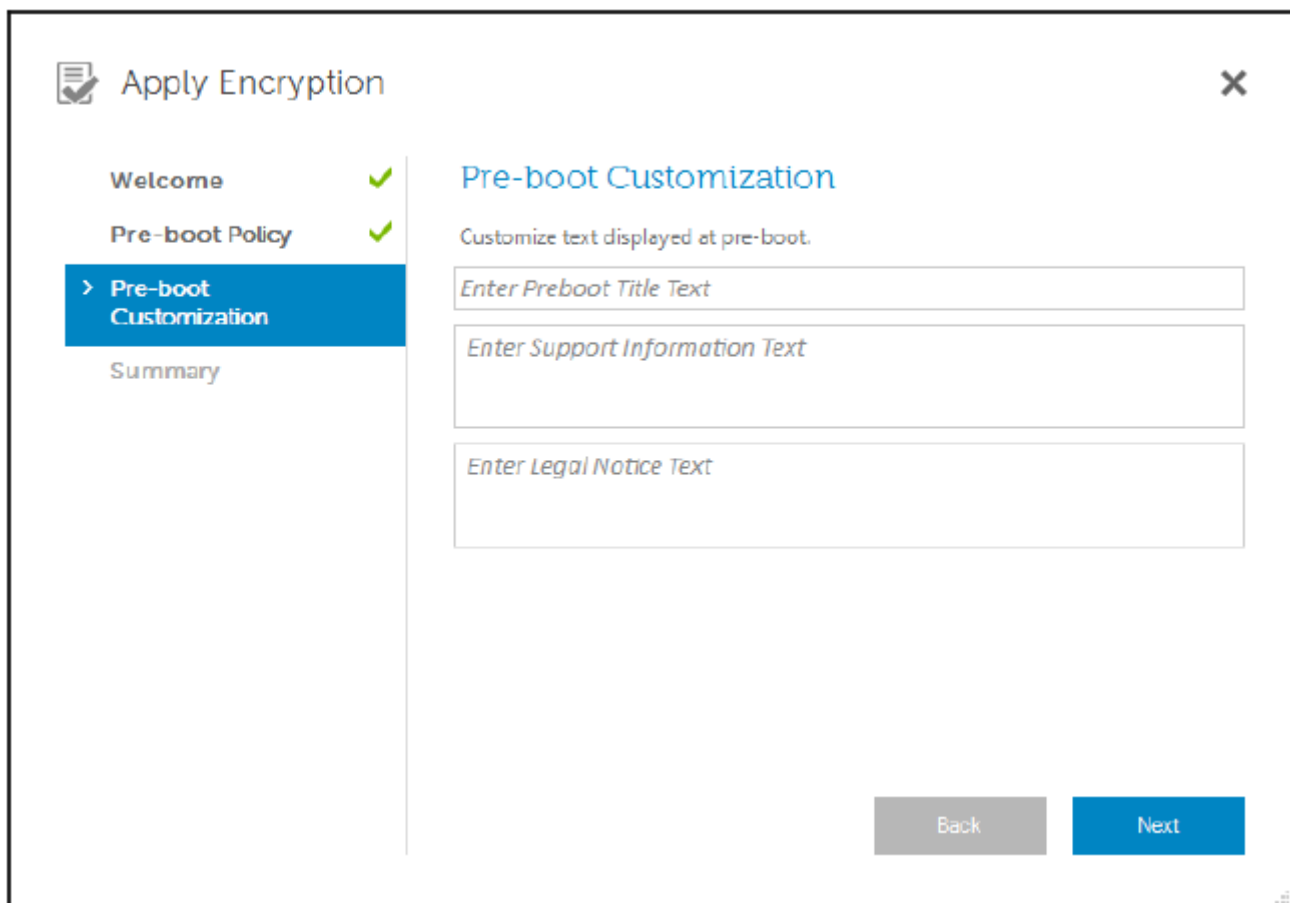 Apply Encryption
Welcome
Pre-boot Policy
Pre-boot
Customization
Summary
Pre-boot Customization
Customize text displayed at pre-boot.
Enter Preboot Title Text
Enter Support Information Text
Enter Legal Notice Text
Back
Next